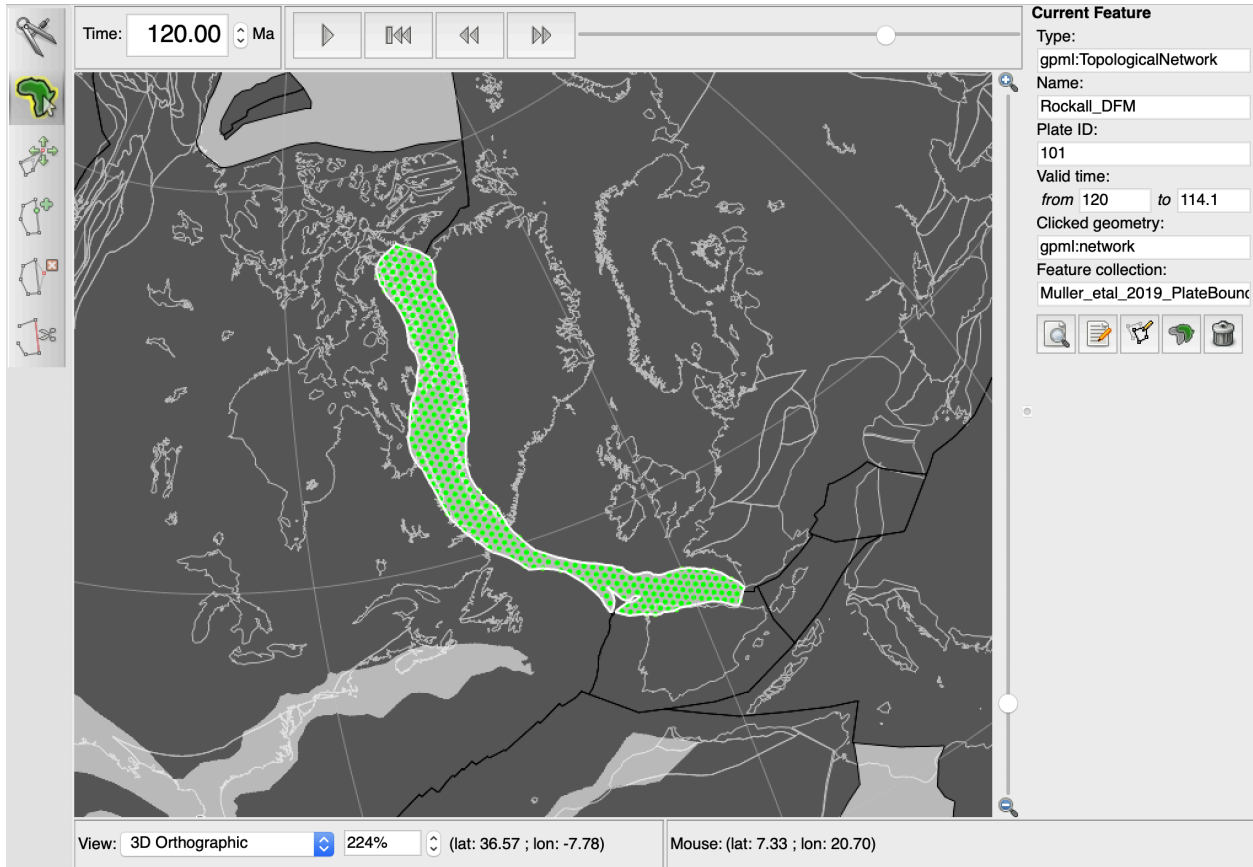 Time: 120.00 Ma
Current Feature
Type:
gpml:TopologicalNetwork
Name:
Rockall_DFM
Plate ID:
101
Valid time:
from 120 to 114.1
Clicked geometry:
gpml:network
Feature collection:
Muller_etal_2019_PlateBound
View: 3D Orthographic 224% (lat: 36.57 ; lon: -7.78) Mouse: (lat: 7.33 ; lon: 20.70)